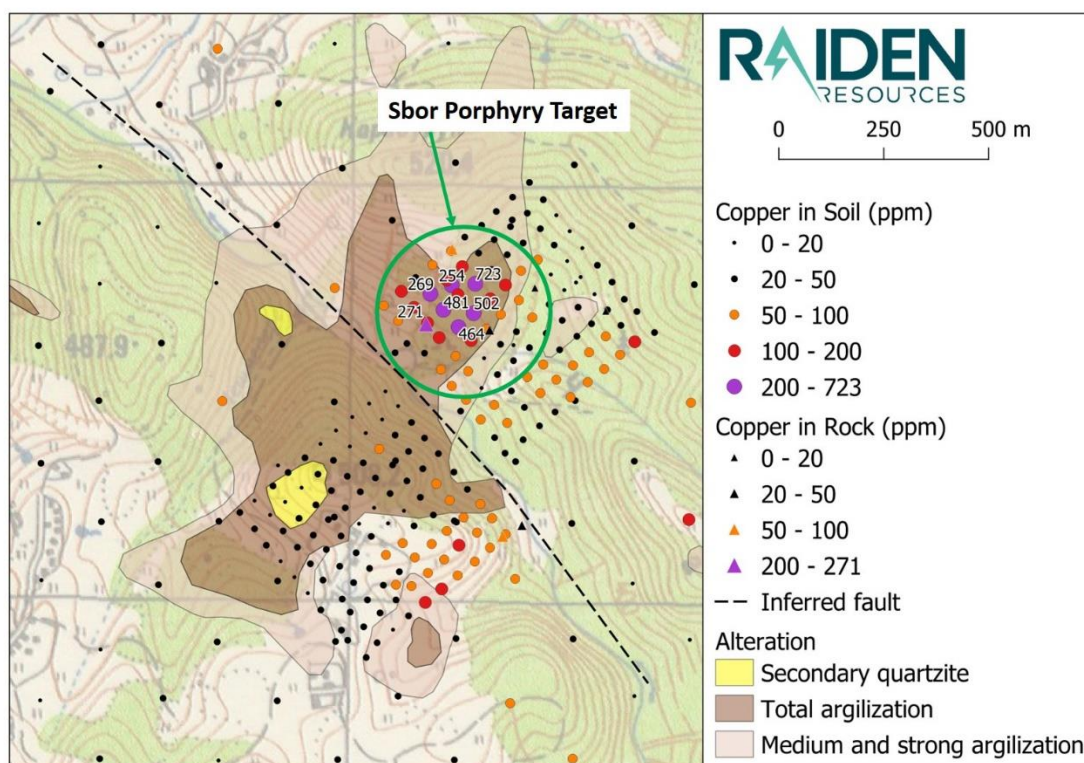 Sbor Porphyry Target
487.9
269
254
723
271
481
502
464
RAIDEN
RESOURCES
0 250 500 m
Copper in Soil (ppm)
0 - 20
20 - 50
50 - 100
100 - 200
200 - 723
Copper in Rock (ppm)
0 - 20
20 - 50
50 - 100
200 - 271
Inferred fault
Alteration
Secondary quartzite
Total argilization
Medium and strong argilization